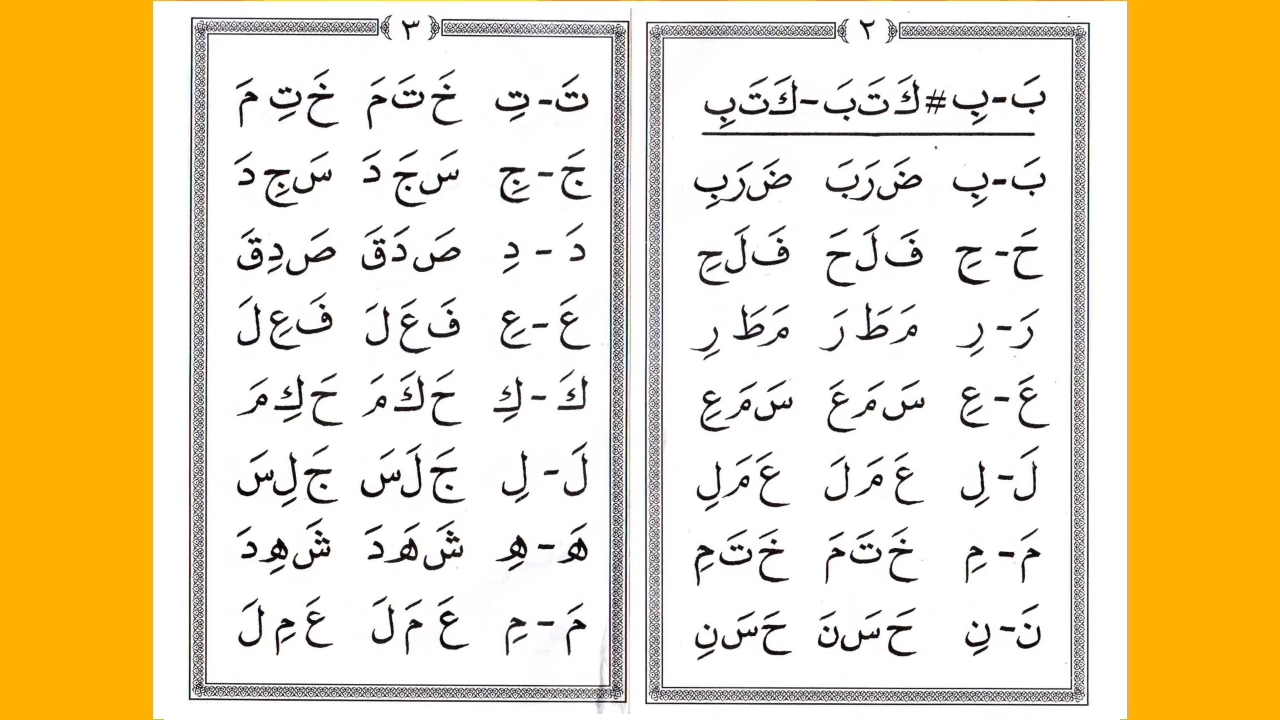 ﴿ ٢ ﴾
بَ-بِ # كَ تَ بَ - كَ تَ بِ
بَ-بِ ضَ رَ بَ ضَ رَ بِ
حَ-حِ فَ لَ حَ فَ لَ حِ
رَ-رِ مَ طَ رَ مَ طَ رِ
عَ-عِ سَ مَ عَ سَ مَ عِ
لَ-لِ عَ مَ لَ عَ مَ لِ
مَ-مِ خَ تَ مَ خَ تَ مِ
نَ-نِ حَ سَ نَ حَ سَ نِ
﴿ ٣ ﴾
تَ-تِ خَ تَ مَ خَ تِ مَ
جَ-جِ سَ جَ دَ سَ جِ دَ
دَ-دِ صَ دَ قَ صَ دِ قَ
عَ-عِ فَ عَ لَ فَ عِ لَ
كَ-كِ حَ كَ مَ حَ كِ مَ
لَ-لِ جَ لَ سَ جَ لِ سَ
هَ-هِ شَ هَ دَ شَ هِ دَ
مَ-مِ عَ مَ لَ عَ مِ لَ